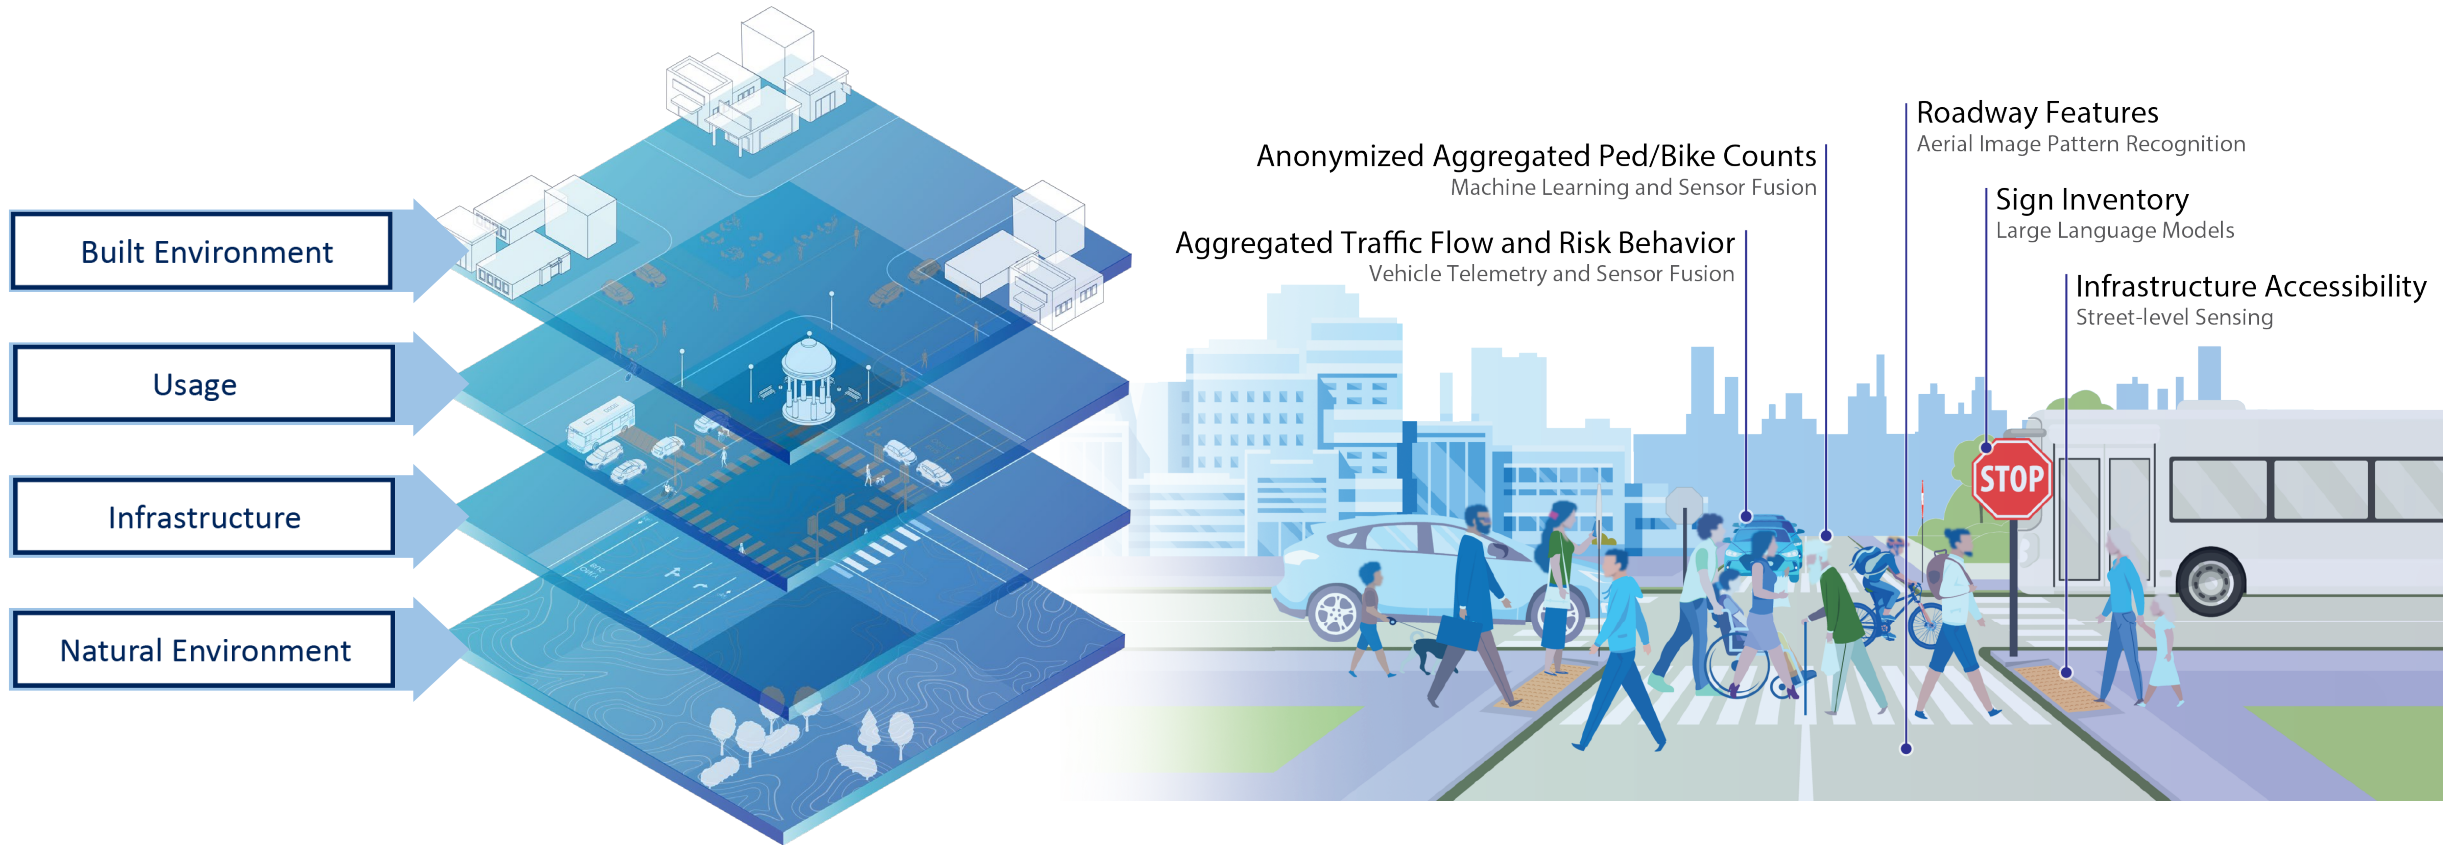 Built Environment
Usage
Infrastructure
Natural Environment
Roadway Features
Aerial Image Pattern Recognition
Anonymized Aggregated Ped/Bike Counts
Machine Learning and Sensor Fusion
Sign Inventory
Large Language Models
Aggregated Traffic Flow and Risk Behavior
Vehicle Telemetry and Sensor Fusion
Infrastructure Accessibility
Street-level Sensing
STOP